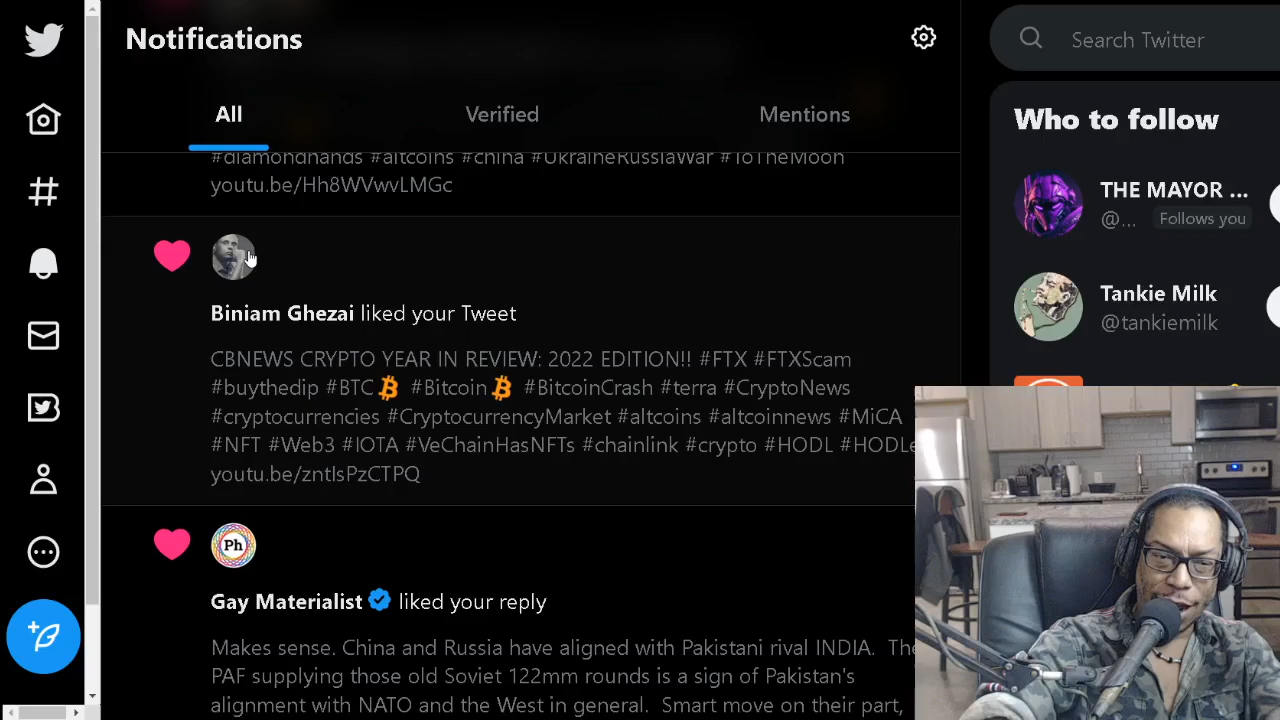 Notifications
Search Twitter
All
Verified
Mentions
Who to follow
#diamondhands #altcoins #china #UkraineRussiaWar #ToTheMoon
youtu.be/Hh8WVwvLMGc
THE MAYOR ...
@... Follows you
Biniam Ghezai liked your Tweet
Tankie Milk
@tankiemilk
CBNEWS CRYPTO YEAR IN REVIEW: 2022 EDITION!! #FTX #FTXScam
#buythedip #BTC #Bitcoin #BitcoinCrash #terra #CryptoNews
#cryptocurrencies #CryptocurrencyMarket #altcoins #altcoinnews #MiCA
#NFT #Web3 #IOTA #VeChainHasNFTs #chainlink #crypto #HODL #HODLe
youtu.be/zntIsPzCTPQ
Ph
Gay Materialist liked your reply
Makes sense. China and Russia have aligned with Pakistani rival INDIA. The
PAF supplying those old Soviet 122mm rounds is a sign of Pakistan's
alignment with NATO and the West in general. Smart move on their part,